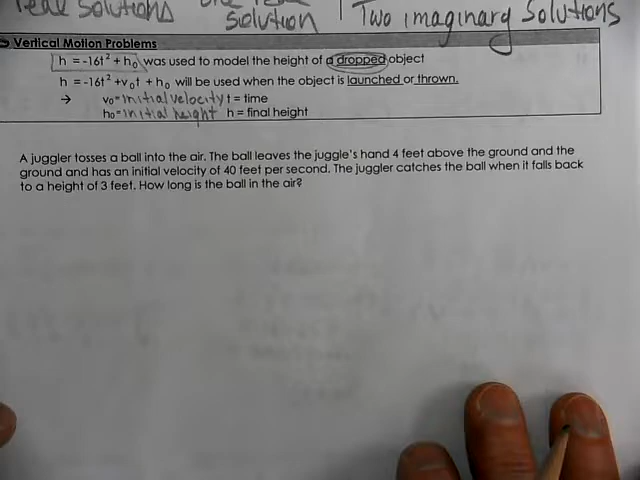 real solutions
solution
Two imaginary Solutions
Vertical Motion Problems
h = -16t² + h₀ was used to model the height of a dropped object
h = -16t² + v₀t + h₀ will be used when the object is launched or thrown.
→ v₀= initial velocity t = time
h₀= initial height h = final height
A juggler tosses a ball into the air. The ball leaves the juggle's hand 4 feet above the ground and the
ground and has an initial velocity of 40 feet per second. The juggler catches the ball when it falls back
to a height of 3 feet. How long is the ball in the air?